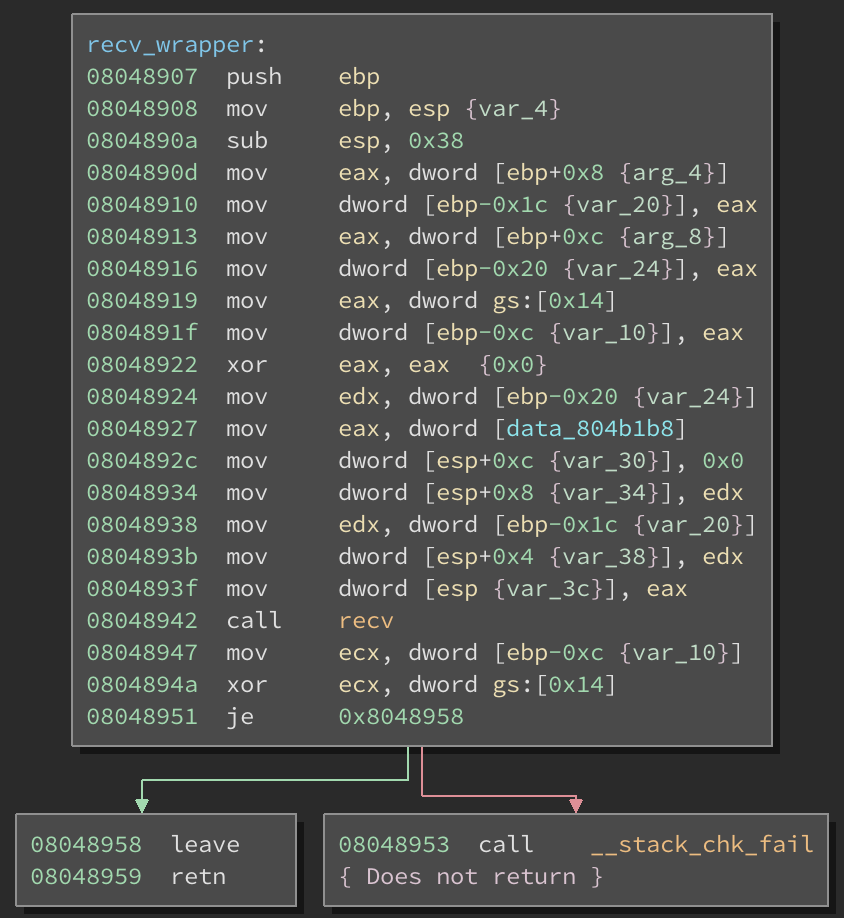 recv_wrapper:
08048907  push    ebp
08048908  mov     ebp, esp {var_4}
0804890a  sub     esp, 0x38
0804890d  mov     eax, dword [ebp+0x8 {arg_4}]
08048910  mov     dword [ebp-0x1c {var_20}], eax
08048913  mov     eax, dword [ebp+0xc {arg_8}]
08048916  mov     dword [ebp-0x20 {var_24}], eax
08048919  mov     eax, dword gs:[0x14]
0804891f  mov     dword [ebp-0xc {var_10}], eax
08048922  xor     eax, eax  {0x0}
08048924  mov     edx, dword [ebp-0x20 {var_24}]
08048927  mov     eax, dword [data_804b1b8]
0804892c  mov     dword [esp+0xc {var_30}], 0x0
08048934  mov     dword [esp+0x8 {var_34}], edx
08048938  mov     edx, dword [ebp-0x1c {var_20}]
0804893b  mov     dword [esp+0x4 {var_38}], edx
0804893f  mov     dword [esp {var_3c}], eax
08048942  call    recv
08048947  mov     ecx, dword [ebp-0xc {var_10}]
0804894a  xor     ecx, dword gs:[0x14]
08048951  je      0x8048958
08048958  leave
08048959  retn
08048953  call    __stack_chk_fail
{ Does not return }